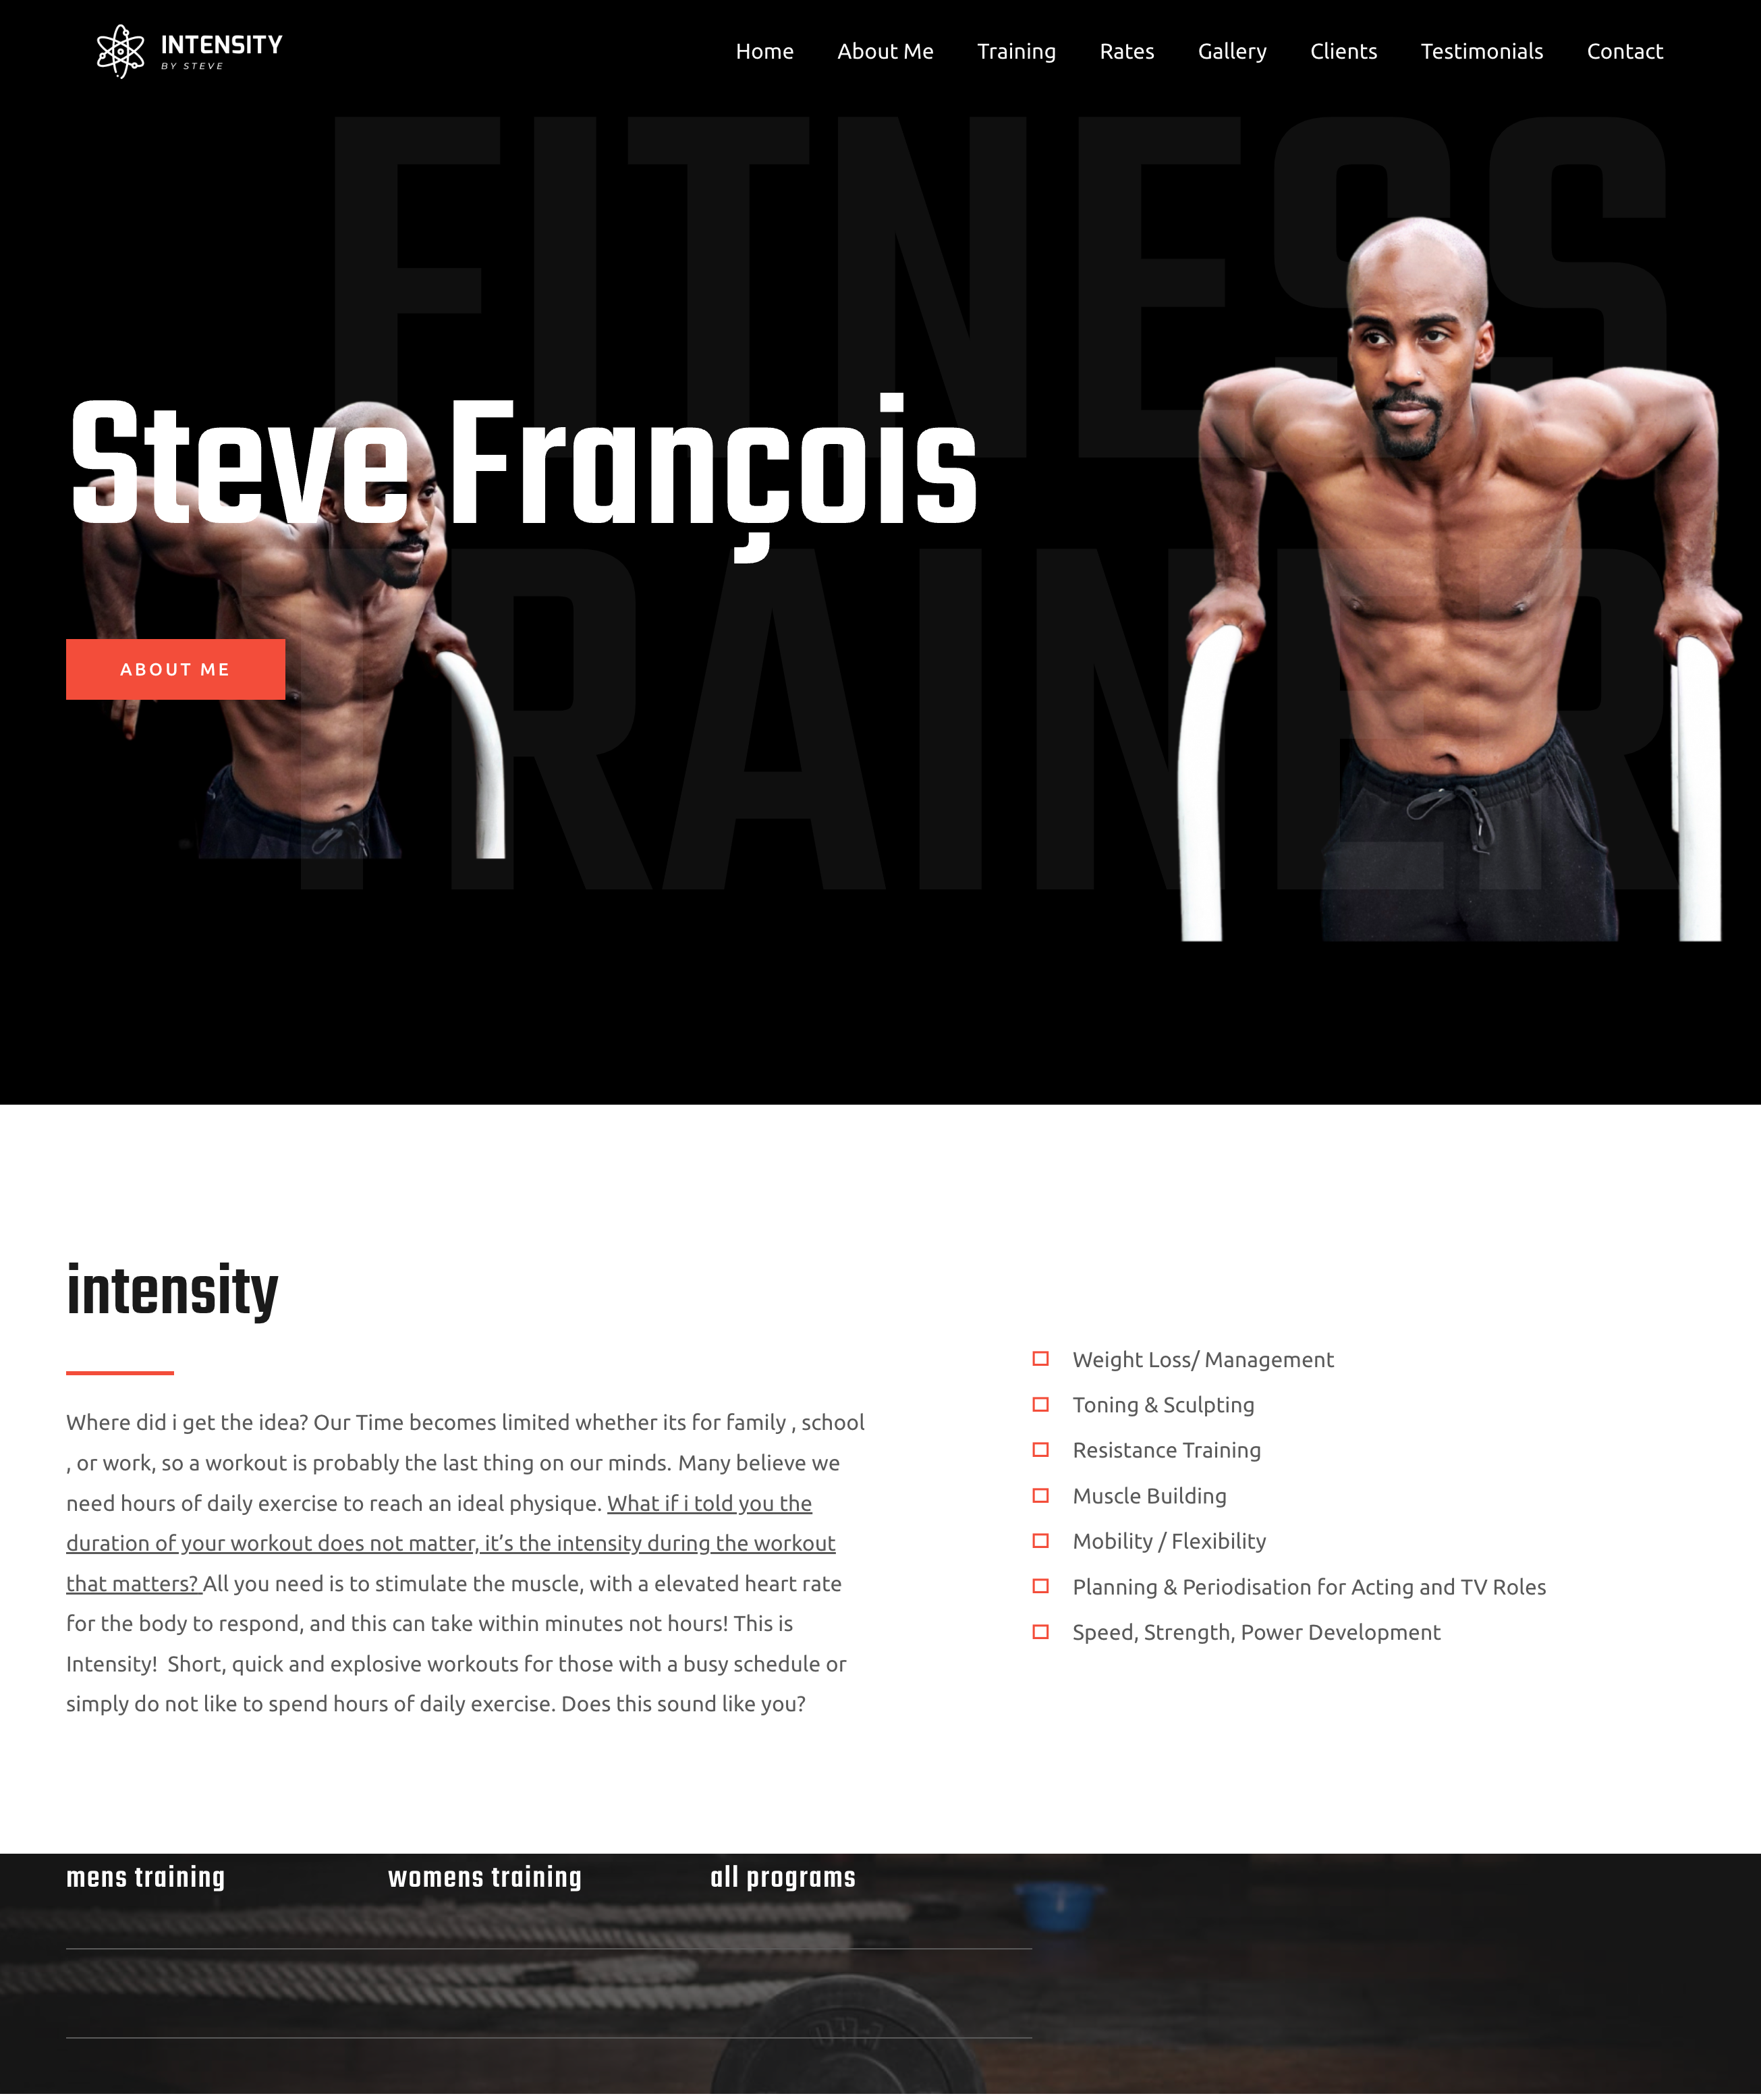 INTENSITY
BY STEVE
Home About Me Training Rates Gallery Clients Testimonials Contact
FITNESS
Steve François
TRAINER
ABOUT ME
intensity
Where did i get the idea? Our Time becomes limited whether its for family , school
, or work, so a workout is probably the last thing on our minds. Many believe we
need hours of daily exercise to reach an ideal physique. What if i told you the
duration of your workout does not matter, it’s the intensity during the workout
that matters? All you need is to stimulate the muscle, with a elevated heart rate
for the body to respond, and this can take within minutes not hours! This is
Intensity!  Short, quick and explosive workouts for those with a busy schedule or
simply do not like to spend hours of daily exercise. Does this sound like you?
Weight Loss/ Management
Toning & Sculpting
Resistance Training
Muscle Building
Mobility / Flexibility
Planning & Periodisation for Acting and TV Roles
Speed, Strength, Power Development
mens training womens training all programs